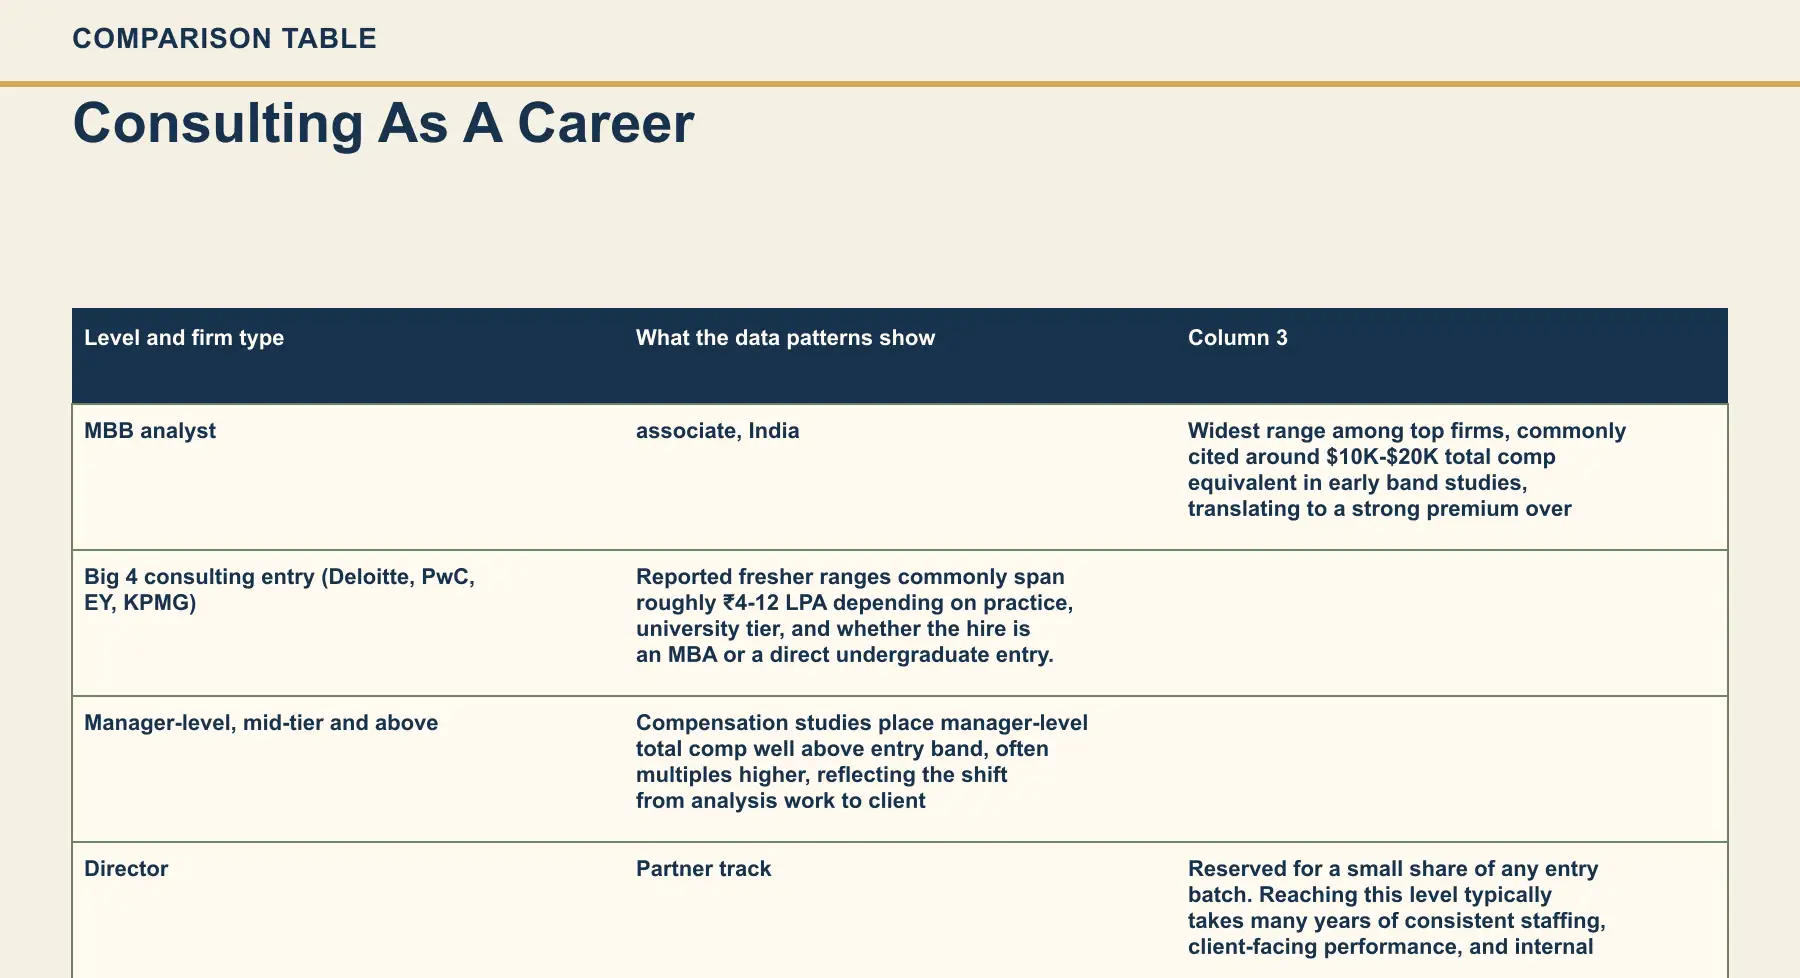 COMPARISON TABLE
Consulting As A Career
Level and firm type
What the data patterns show
Column 3
MBB analyst
associate, India
Widest range among top firms, commonly
cited around $10K-$20K total comp
equivalent in early band studies,
translating to a strong premium over
Big 4 consulting entry (Deloitte, PwC,
EY, KPMG)
Reported fresher ranges commonly span
roughly ₹4-12 LPA depending on practice,
university tier, and whether the hire is
an MBA or a direct undergraduate entry.
Manager-level, mid-tier and above
Compensation studies place manager-level
total comp well above entry band, often
multiples higher, reflecting the shift
from analysis work to client
Director
Partner track
Reserved for a small share of any entry
batch. Reaching this level typically
takes many years of consistent staffing,
client-facing performance, and internal